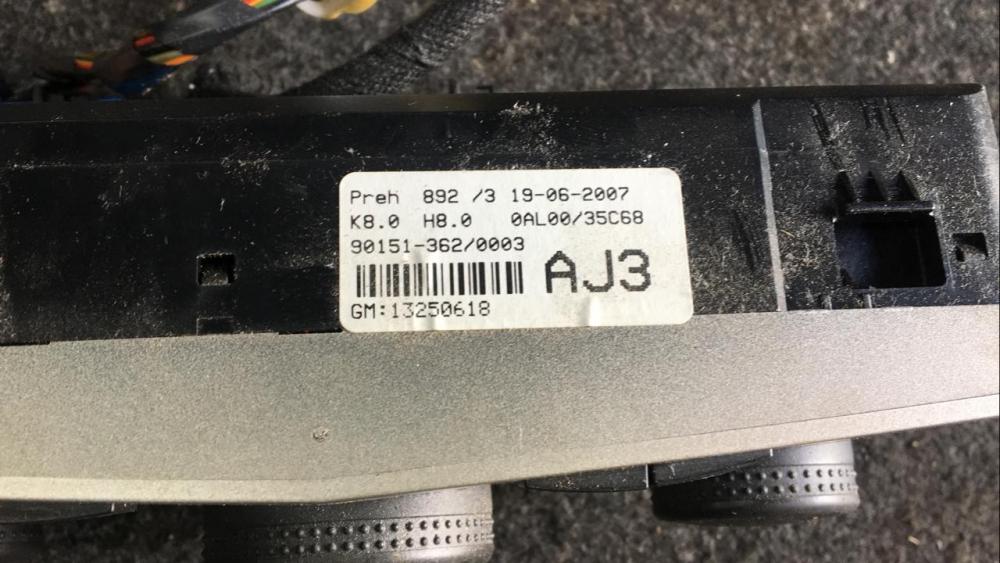 Preh 892 /3 19-06-2007
K8.0 H8.0 0AL00/35C68
90151-362/0003
AJ3
GM:13250618